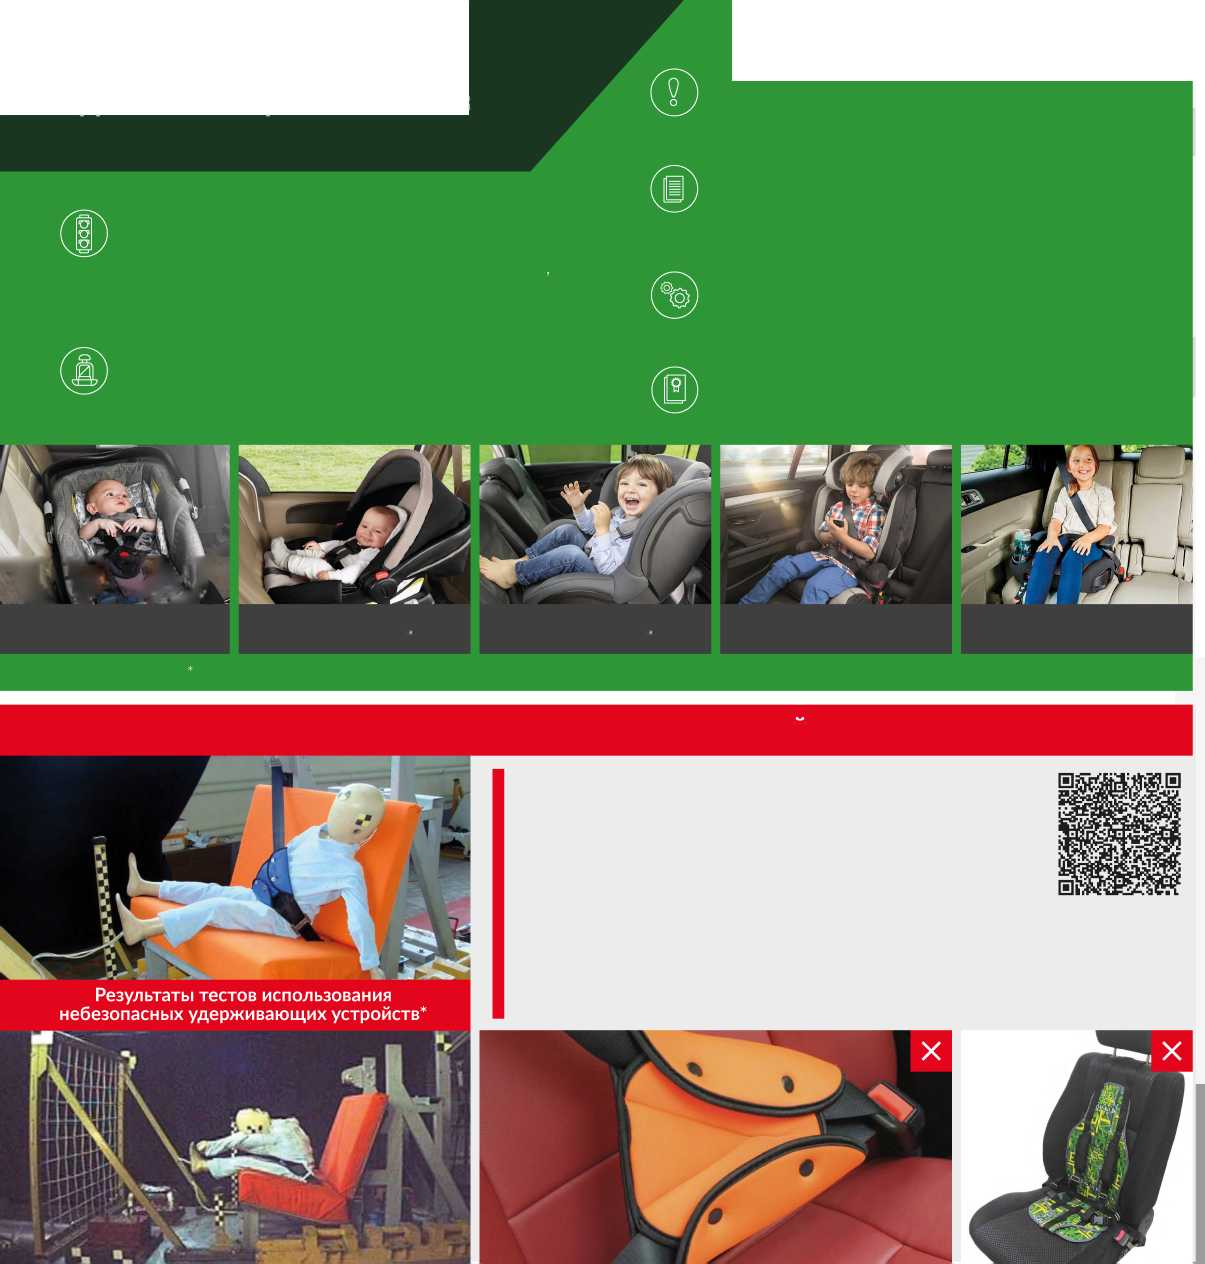 Результаты тестов использования
небезопасных удерживающих устройств*